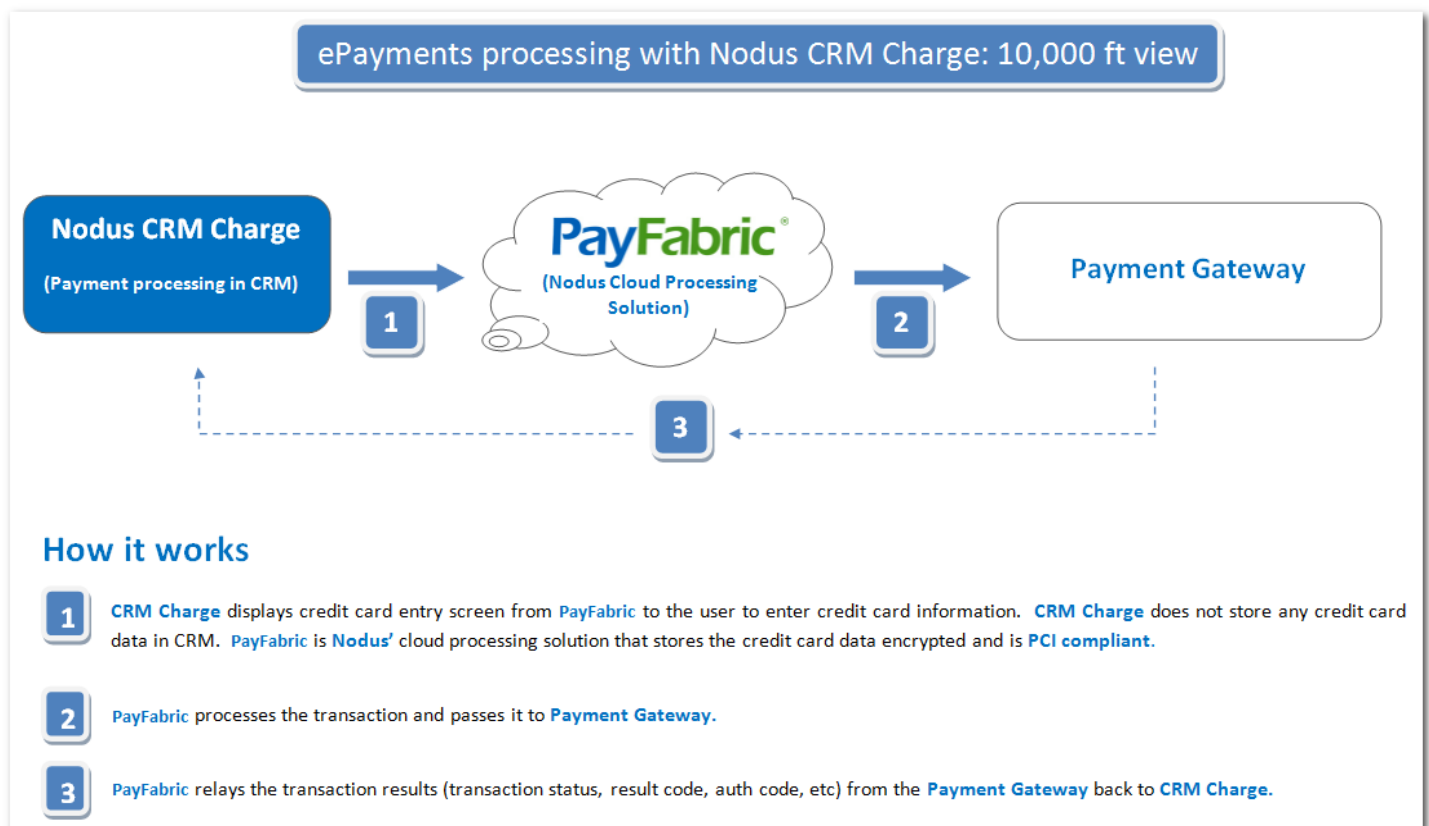 ePayments processing with Nodus CRM Charge: 10,000 ft view
Nodus CRM Charge
(Payment processing in CRM)
1
PayFabric®
(Nodus Cloud Processing
Solution)
2
Payment Gateway
3
How it works
1
CRM Charge displays credit card entry screen from PayFabric to the user to enter credit card information. CRM Charge does not store any credit card
data in CRM. PayFabric is Nodus’ cloud processing solution that stores the credit card data encrypted and is PCI compliant.
2
PayFabric processes the transaction and passes it to Payment Gateway.
3
PayFabric relays the transaction results (transaction status, result code, auth code, etc) from the Payment Gateway back to CRM Charge.